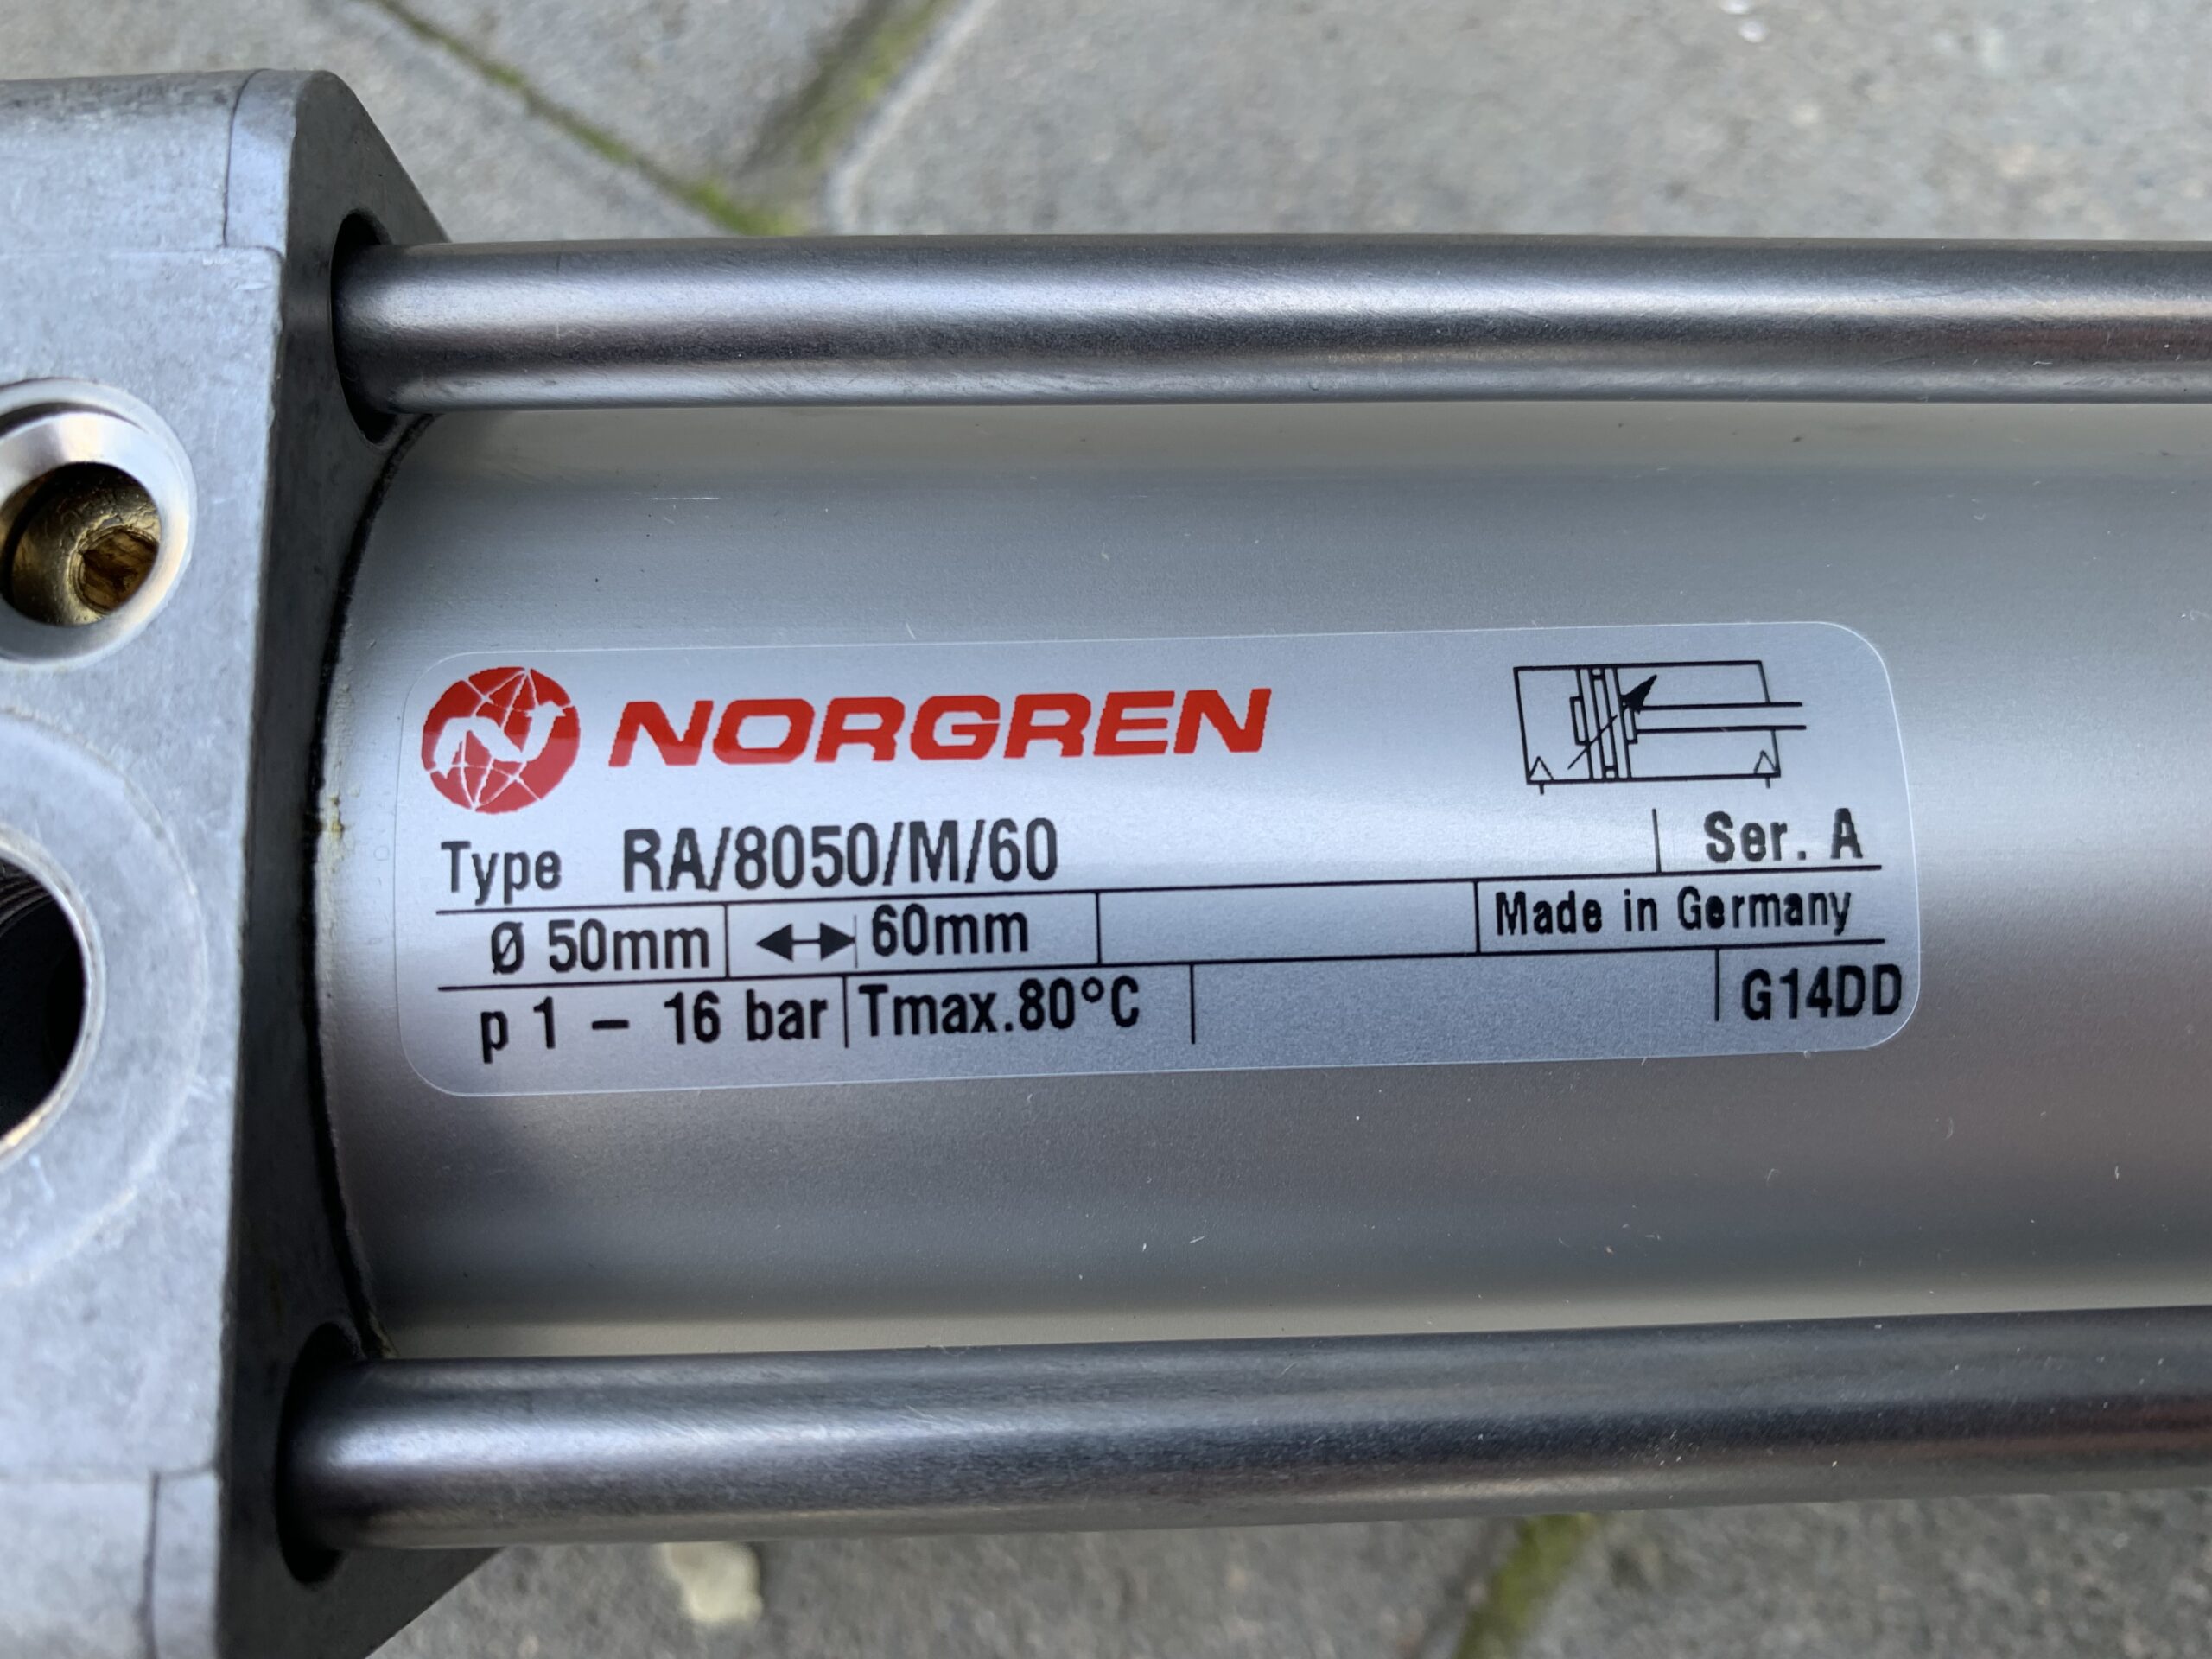 NORGREN
Type RA/8050/M/60 Ser. A
Ø 50mm 60mm Made in Germany
p 1 – 16 bar Tmax.80°C G14DD